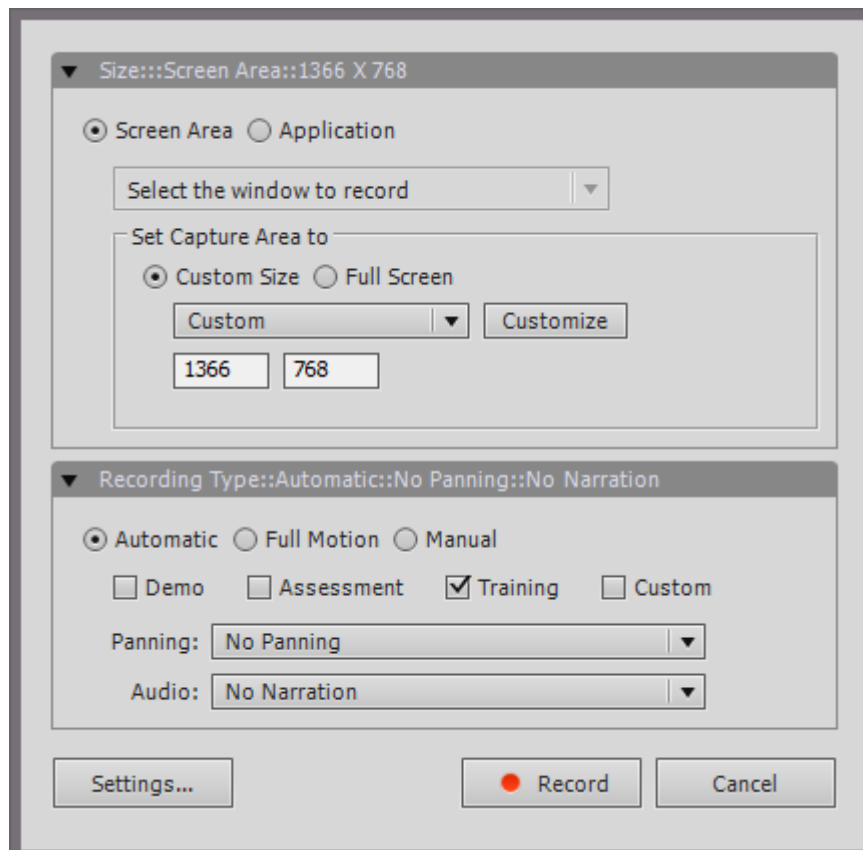 Size:::Screen Area::1366 X 768
Screen Area Application
Select the window to record
Set Capture Area to
Custom Size Full Screen
Custom Customize
1366 768
Recording Type::Automatic::No Panning::No Narration
Automatic Full Motion Manual
Demo Assessment Training Custom
Panning: No Panning
Audio: No Narration
Settings... Record Cancel